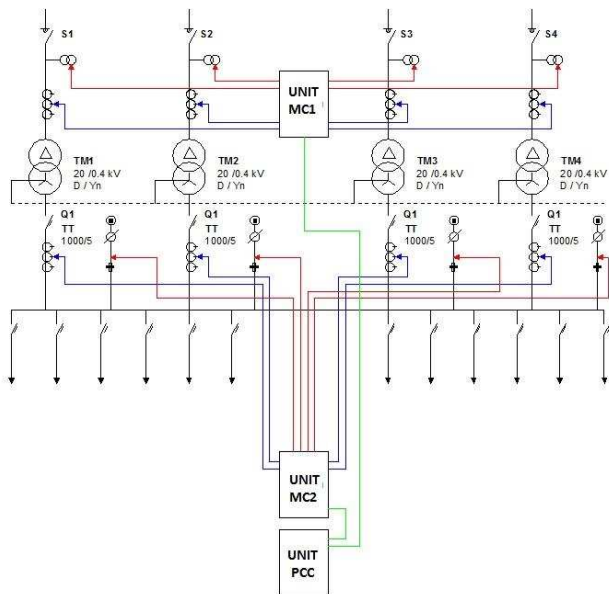 S1
S2
S3
S4
UNIT
MC1
TM1
20 /0.4 kV
D / Yn
TM2
20 /0.4 kV
D / Yn
TM3
20 /0.4 kV
D / Yn
TM4
20 /0.4 kV
D / Yn
Q1
TT
1000/5
Q1
TT
1000/5
Q1
TT
1000/5
Q1
TT
1000/5
UNIT
MC2
UNIT
PCC